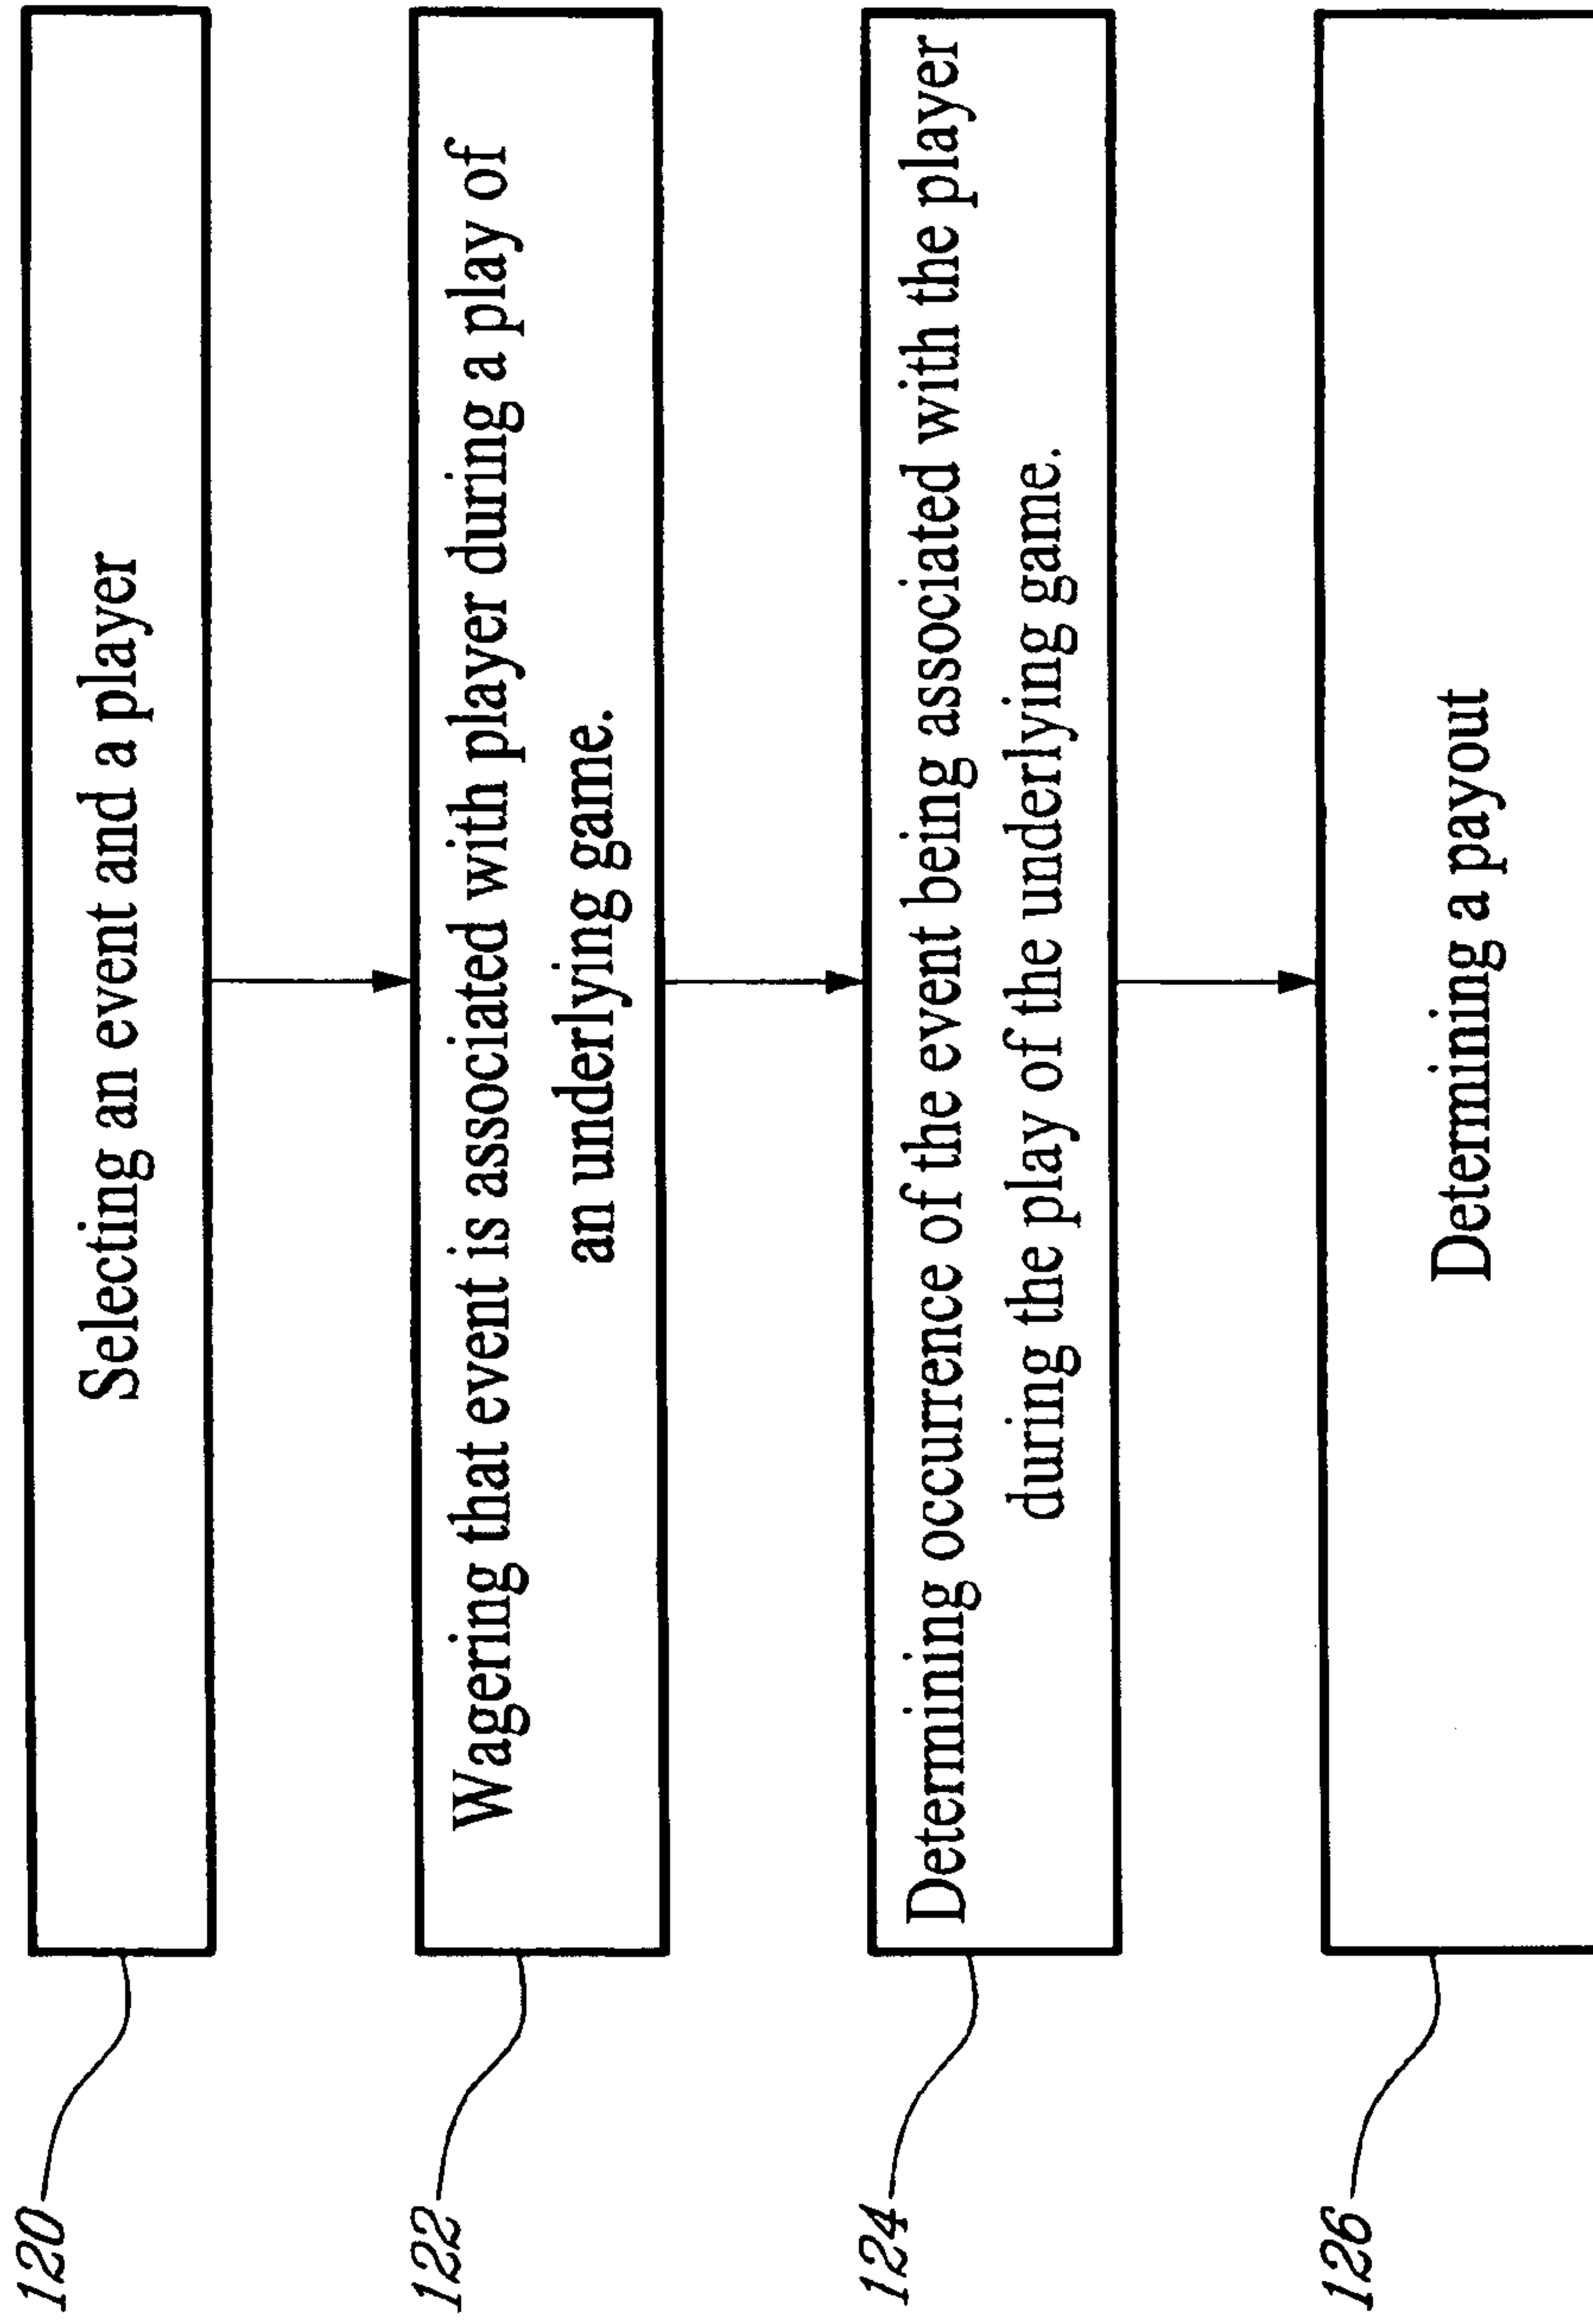 120
Selecting an event and a player
122
Wagering that event is associated with player during a play of
an underlying game.
124
Determining occurrence of the event being associated with the player
during the play of the underlying game.
126
Determining a payout